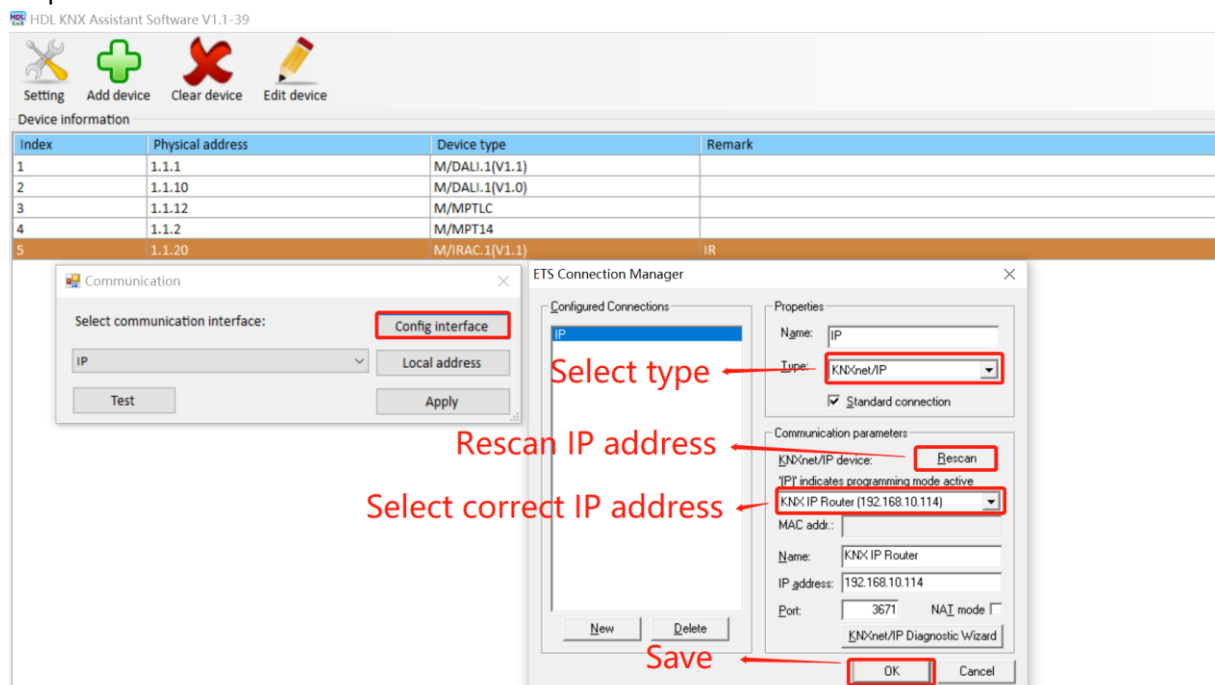 HDL KNX Assistant Software V1.1-39
Setting Add device Clear device Edit device
Device information
Index Physical address Device type Remark
1 1.1.1 M/DALI.1(V1.1)
2 1.1.10 M/DALI.1(V1.0)
3 1.1.12 M/MPTLC
4 1.1.2 M/MPT14
5 1.1.20 M/IRAC.1(V1.1) IR
Communication
Select communication interface:
Config interface
IP
Local address
Test
Apply
ETS Connection Manager
Configured Connections
IP
New Delete
Properties
Name: IP
Type: KNXnet/IP
Standard connection
Communication parameters
KNXnet/IP device: Rescan
'(P)' indicates programming mode active
KNX IP Router (192.168.10.114)
MAC addr.:
Name: KNX IP Router
IP address: 192.168.10.114
Port: 3671 NAT mode
KNXnet/IP Diagnostic Wizard
OK Cancel
Select type
Rescan IP address
Select correct IP address
Save